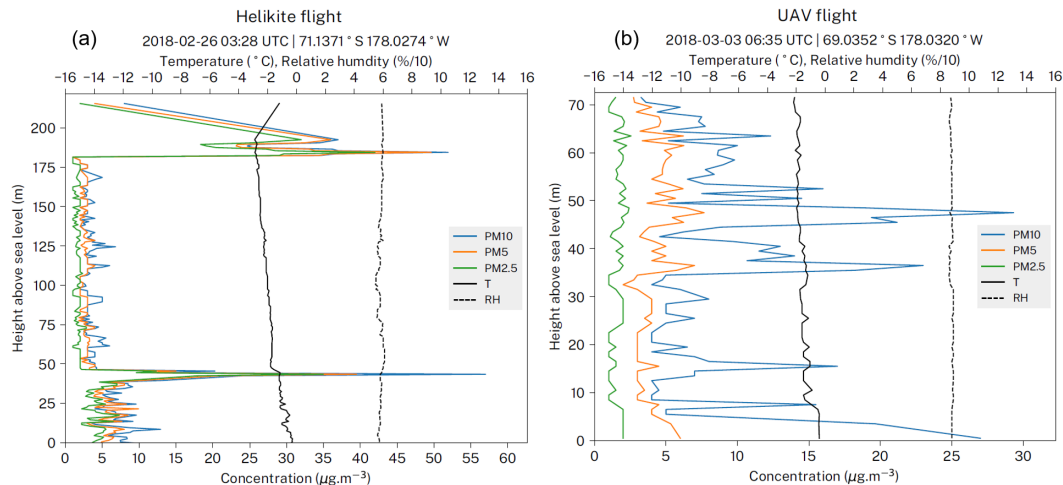 Helikite flight
(a)
2018-02-26 03:28 UTC | 71.1371°S 178.0274°W
Temperature (°C), Relative humdity (%/10)
-16 -14 -12 -10 -8 -6 -4 -2 0 2 4 6 8 10 12 14 16
Height above sea level (m)
200
175
150
125
100
75
50
25
0
PM10
PM5
PM2.5
T
RH
0 5 10 15 20 25 30 35 40 45 50 55 60
Concentration (μg.m⁻³)
UAV flight
(b)
2018-03-03 06:35 UTC | 69.0352°S 178.0320°W
Temperature (°C), Relative humdity (%/10)
-16 -14 -12 -10 -8 -6 -4 -2 0 2 4 6 8 10 12 14 16
Height above sea level (m)
70
60
50
40
30
20
10
0
PM10
PM5
PM2.5
T
RH
0 5 10 15 20 25 30
Concentration (μg.m⁻³)